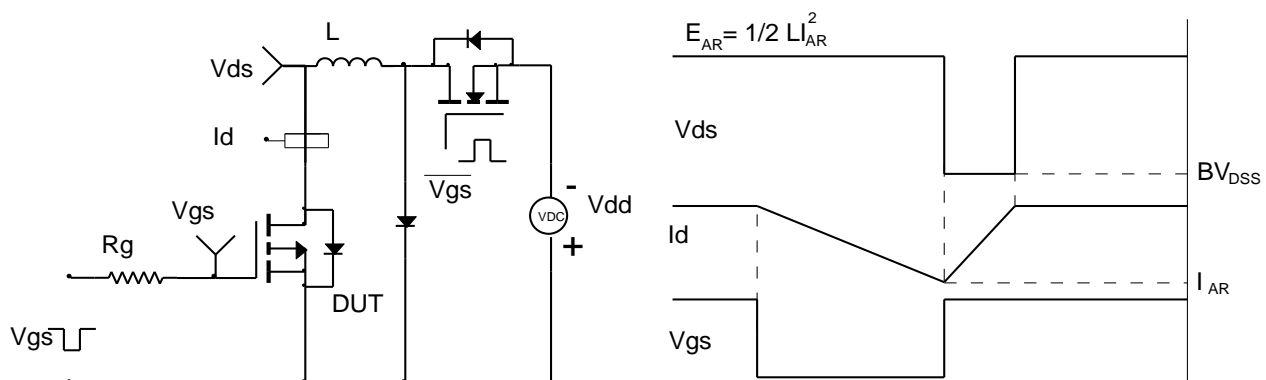 L
Vds
Id
Vgs
Vgs
Rg
DUT
Vgs
VDC
-
+
Vdd
E_AR= 1/2 LI_AR^2
Vds
BV_DSS
Id
I_AR
Vgs